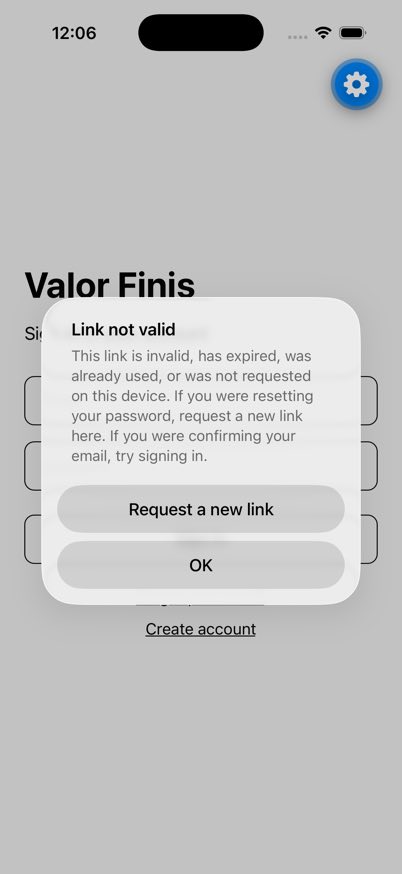 12:06
Valor Finis
Link not valid
This link is invalid, has expired, was
already used, or was not requested
on this device. If you were resetting
your password, request a new link
here. If you were confirming your
email, try signing in.
Request a new link
OK
Create account